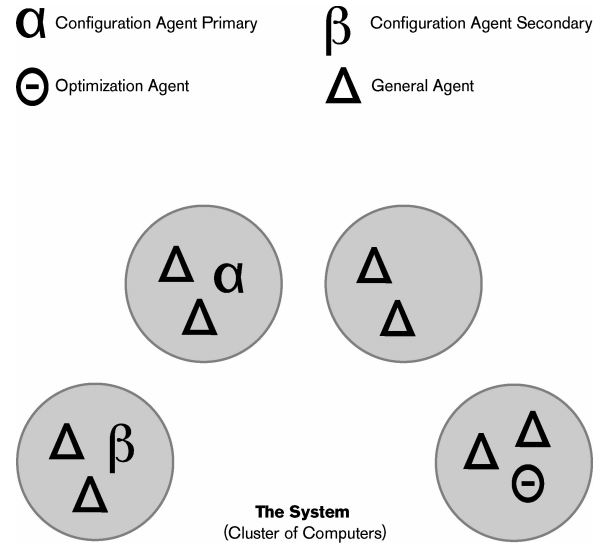 α Configuration Agent Primary
β Configuration Agent Secondary
Θ Optimization Agent
Δ General Agent
Δ α
Δ
Δ
Δ
Δ β
Δ
Δ Δ
Θ
The System
(Cluster of Computers)